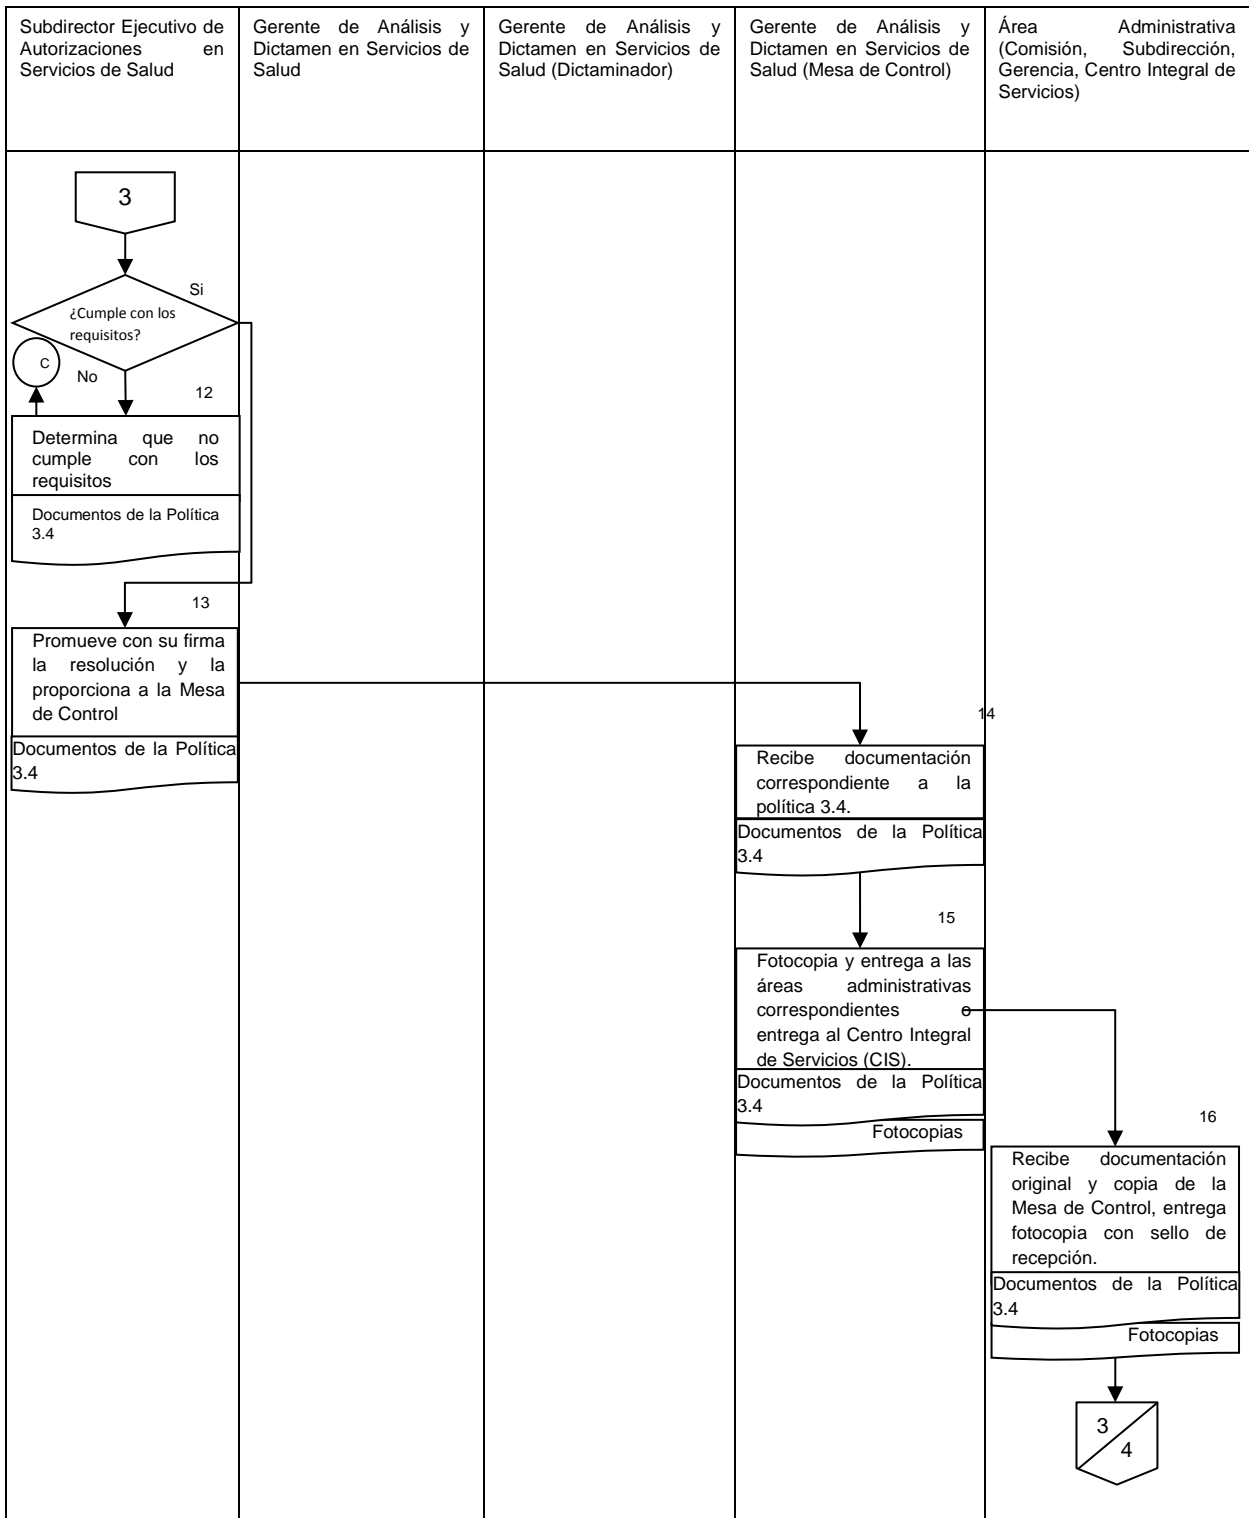 Subdirector Ejecutivo de
Autorizaciones en
Servicios de Salud
Gerente de Análisis y
Dictamen en Servicios de
Salud
Gerente de Análisis y
Dictamen en Servicios de
Salud (Dictaminador)
Gerente de Análisis y
Dictamen en Servicios de
Salud (Mesa de Control)
Área Administrativa
(Comisión, Subdirección,
Gerencia, Centro Integral de
Servicios)
3
Si
¿Cumple con los
requisitos?
C
No
12
Determina que no
cumple con los
requisitos
Documentos de la Política
3.4
13
Promueve con su firma
la resolución y la
proporciona a la Mesa
de Control
Documentos de la Política
3.4
14
Recibe documentación
correspondiente a la
política 3.4.
Documentos de la Política
3.4
15
Fotocopia y entrega a las
áreas administrativas
correspondientes o
entrega al Centro Integral
de Servicios (CIS).
Documentos de la Política
3.4
Fotocopias
16
Recibe documentación
original y copia de la
Mesa de Control, entrega
fotocopia con sello de
recepción.
Documentos de la Política
3.4
Fotocopias
3
4